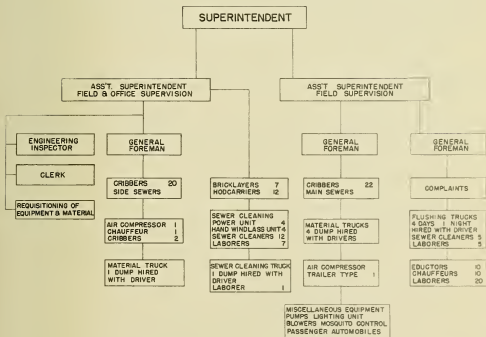 SUPERINTENDENT
ASS'T. SUPERINTENDENT
FIELD & OFFICE SUPERVISION
ASS'T SUPERINTENDENT
FIELD SUPERVISION
ENGINEERING
INSPECTOR
CLERK
REQUISITIONING OF
EQUIPMENT & MATERIAL
GENERAL
FOREMAN
CRIBBERS 20
SIDE SEWERS
AIR COMPRESSOR 1
CHAUFFEUR 1
CRIBBERS 2
MATERIAL TRUCK
1 DUMP HIRED
WITH DRIVER
BRICKLAYERS 7
HODCARRIERS 12
SEWER CLEANING
POWER UNIT 4
HAND WINDLASS UNIT 4
SEWER CLEANERS 12
LABORERS 7
SEWER CLEANING TRUCK
1 DUMP HIRED WITH
DRIVER
LABORER 1
GENERAL
FOREMAN
CRIBBERS 22
MAIN SEWERS
MATERIAL TRUCKS
4 DUMP HIRED
WITH DRIVERS
AIR COMPRESSOR
TRAILER TYPE 1
MISCELLANEOUS EQUIPMENT
PUMPS LIGHTING UNIT
BLOWERS MOSQUITO CONTROL
PASSENGER AUTOMOBILES
GENERAL
FOREMAN
COMPLAINTS
FLUSHING TRUCKS
4 DAYS 1 NIGHT
HIRED WITH DRIVER
SEWER CLEANERS 5
LABORERS 5
EDUCTORS 10
CHAUFFEURS 10
LABORERS 20